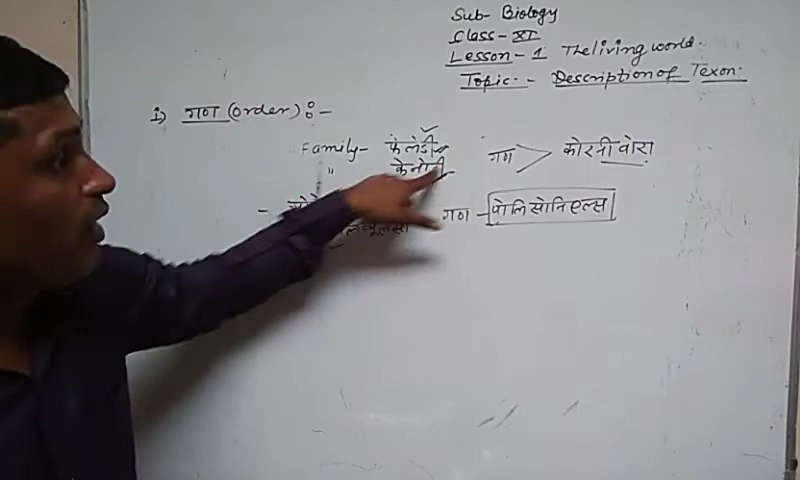 Sub- Biology
Class-XI
Lesson-1 The living world.
Topic:- Description of Texon.
i) गण (Order) :-
Family- फेलेडी
" केनोडी
गण > कोरनीवोरा
गण - पोलिसोनिएल्स